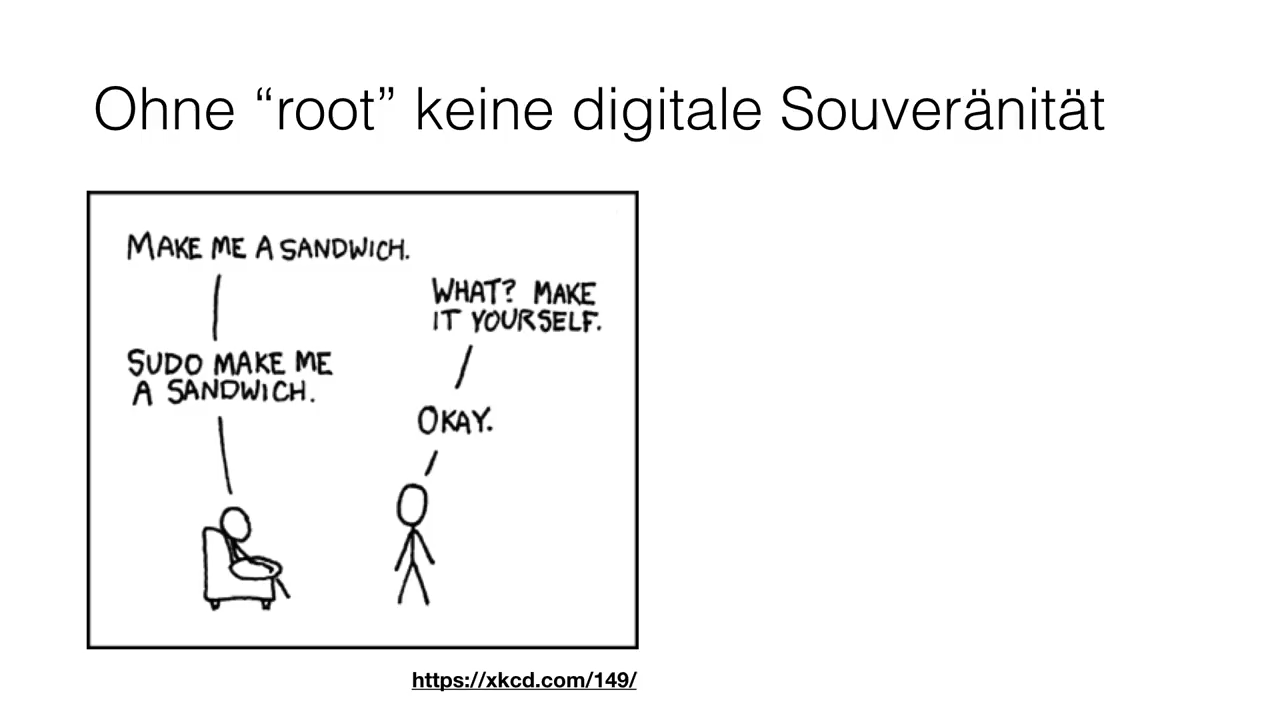 Ohne “root” keine digitale Souveränität
MAKE ME A SANDWICH.
WHAT? MAKE
IT YOURSELF.
SUDO MAKE ME
A SANDWICH.
OKAY.
https://xkcd.com/149/